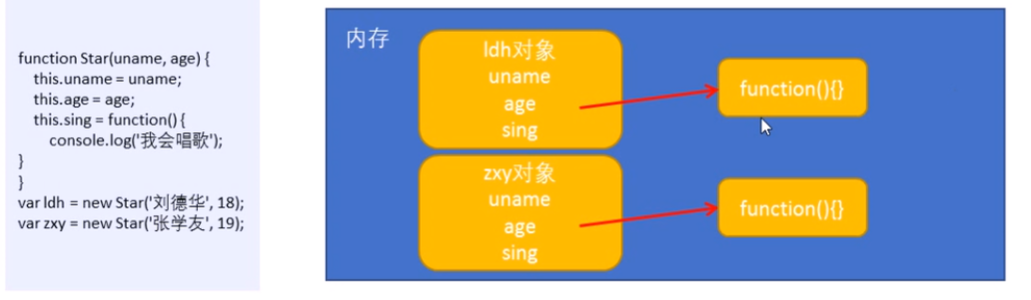 function Star(uname, age) {
this.uname = uname;
this.age = age;
this.sing = function() {
console.log('我会唱歌');
}
}
var ldh = new Star('刘德华', 18);
var zxy = new Star('张学友', 19);
内存
ldh对象
uname
age
sing
function(){}
zxy对象
uname
age
sing
function(){}